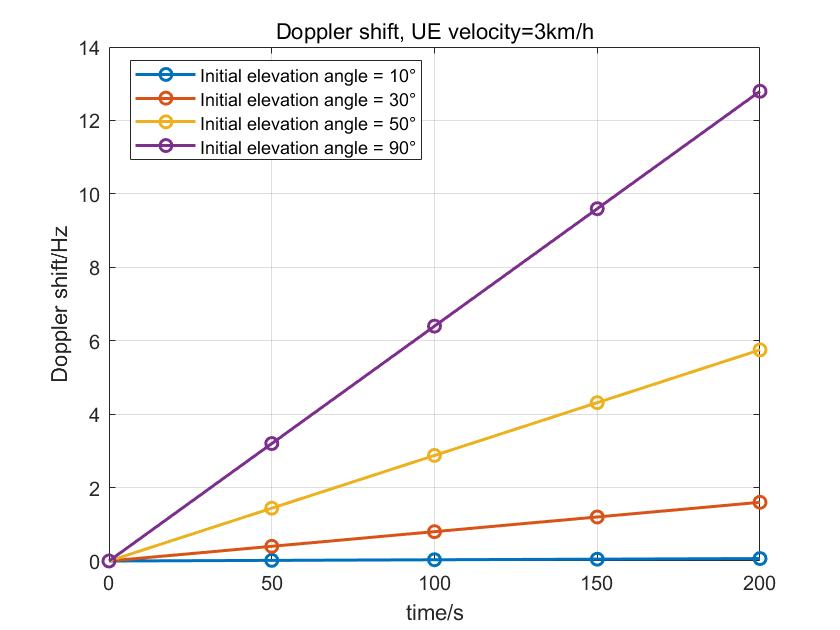 Doppler shift, UE velocity=3km/h
14
12
10
8
6
4
2
0
Doppler shift/Hz
Initial elevation angle = 10°
Initial elevation angle = 30°
Initial elevation angle = 50°
Initial elevation angle = 90°
0 50 100 150 200
time/s